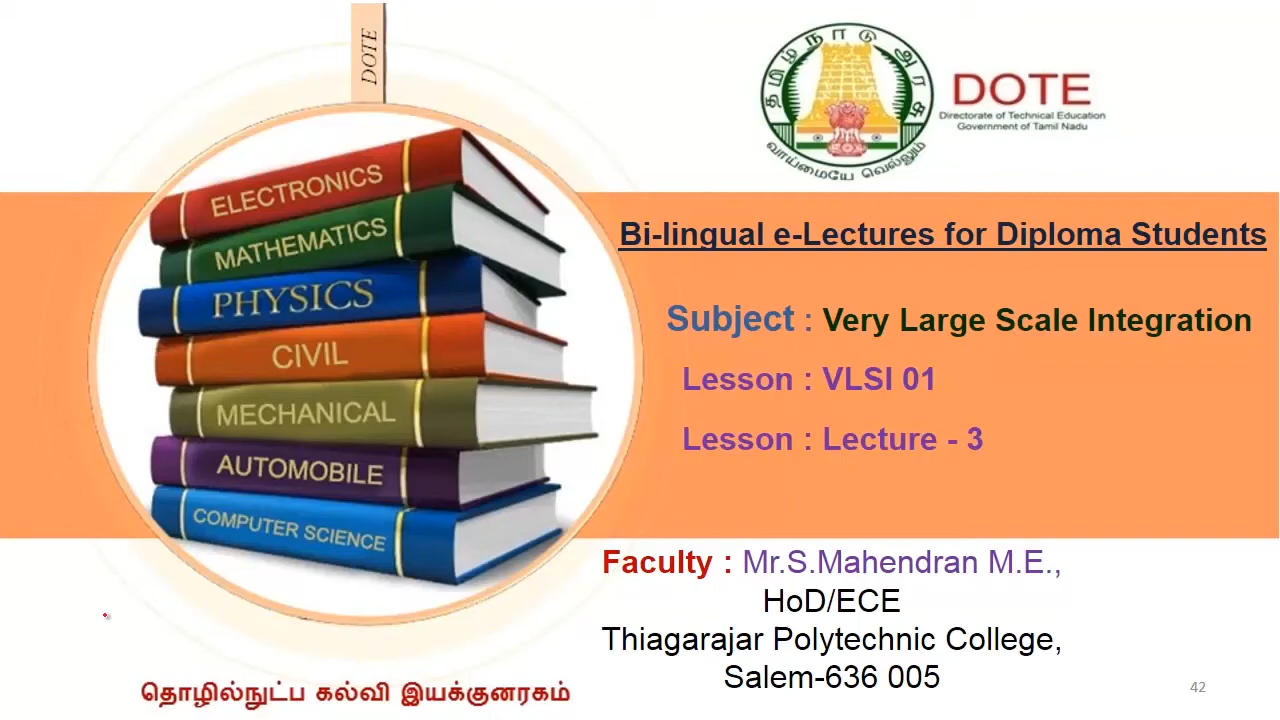 DOTE
தமிழ்நாடு அரசு
வாய்மையே வெல்லும்
DOTE
Directorate of Technical Education
Government of Tamil Nadu
ELECTRONICS
MATHEMATICS
PHYSICS
CIVIL
MECHANICAL
AUTOMOBILE
COMPUTER SCIENCE
Bi-lingual e-Lectures for Diploma Students
Subject : Very Large Scale Integration
Lesson : VLSI 01
Lesson : Lecture - 3
Faculty : Mr.S.Mahendran M.E.,
HoD/ECE
Thiagarajar Polytechnic College,
Salem-636 005
தொழில்நுட்ப கல்வி இயக்குனரகம்
42